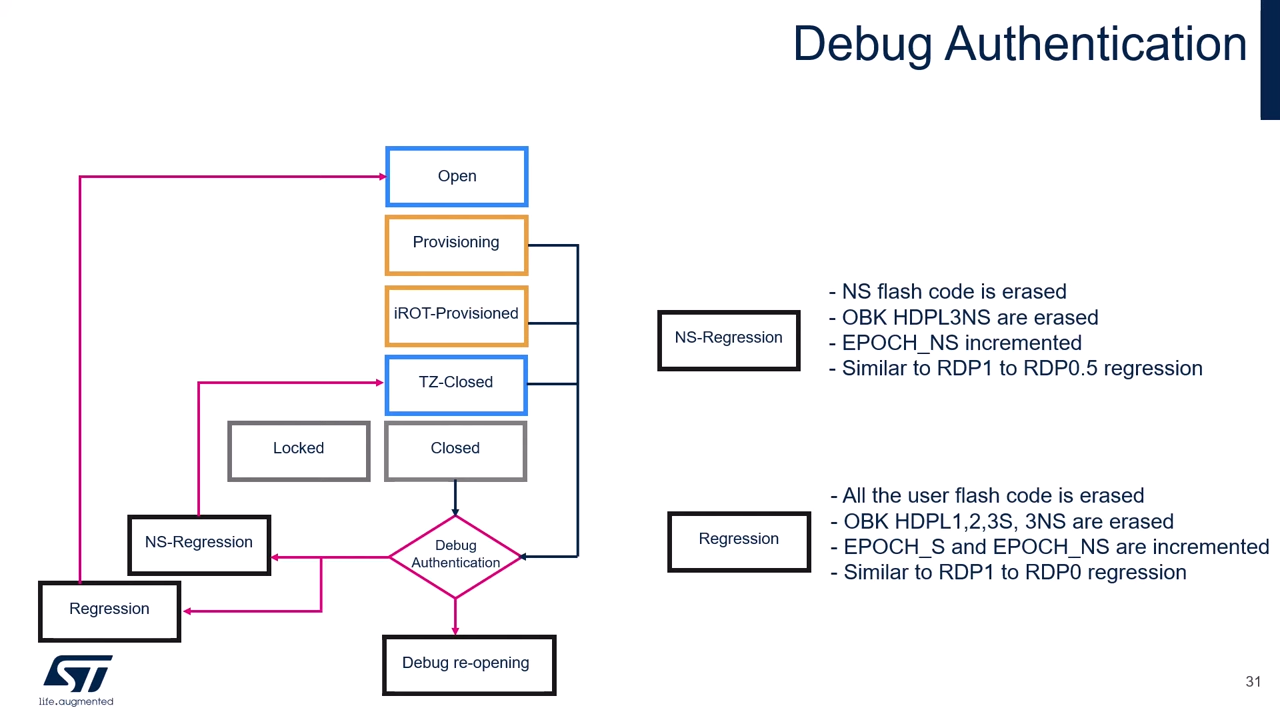 Debug Authentication
Open
Provisioning
iROT-Provisioned
TZ-Closed
Locked
Closed
NS-Regression
Debug
Authentication
Regression
Debug re-opening
NS-Regression
- NS flash code is erased
- OBK HDPL3NS are erased
- EPOCH_NS incremented
- Similar to RDP1 to RDP0.5 regression
Regression
- All the user flash code is erased
- OBK HDPL1,2,3S, 3NS are erased
- EPOCH_S and EPOCH_NS are incremented
- Similar to RDP1 to RDP0 regression
ST
life.augmented
31